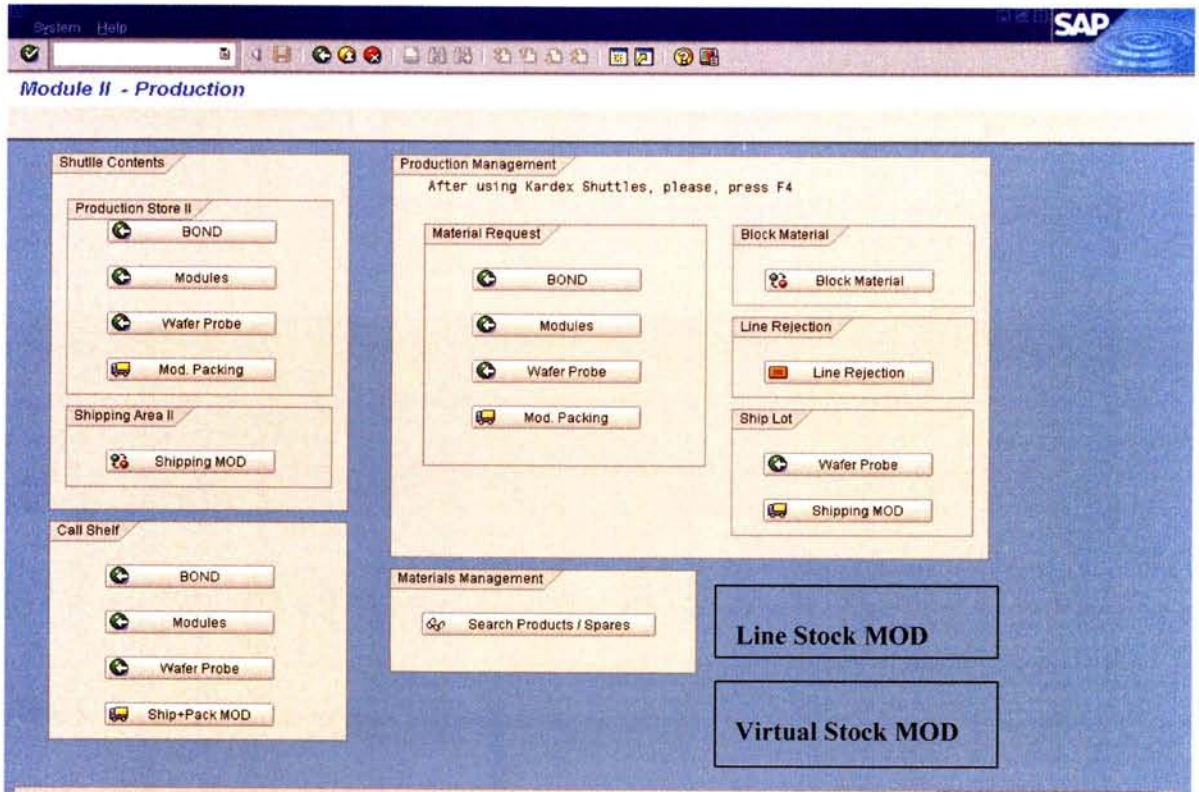 System Help
SAP
Module II - Production
Shuttle Contents
Production Store II
BOND
Modules
Wafer Probe
Mod. Packing
Shipping Area II
Shipping MOD
Call Shelf
BOND
Modules
Wafer Probe
Ship+Pack MOD
Production Management
After using Kardex Shuttles, please, press F4
Material Request
BOND
Modules
Wafer Probe
Mod. Packing
Block Material
Block Material
Line Rejection
Line Rejection
Ship Lot
Wafer Probe
Shipping MOD
Materials Management
Search Products / Spares
Line Stock MOD
Virtual Stock MOD